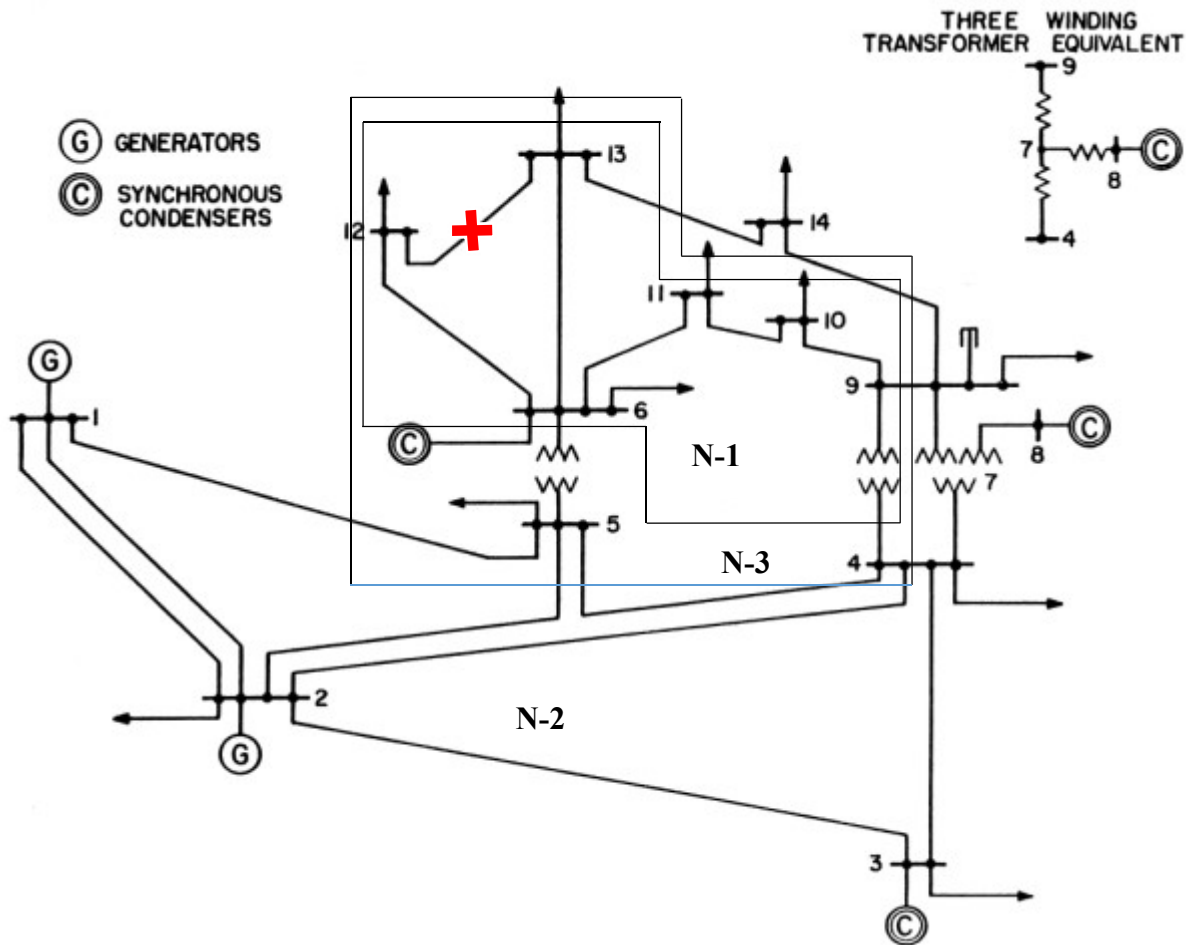 THREE WINDING
TRANSFORMER EQUIVALENT
9
7
C
8
4
G GENERATORS
C SYNCHRONOUS
CONDENSERS
13
12
14
11
10
G
1
9
6
C
C
8
N-1
7
5
4
N-3
2
N-2
G
3
C